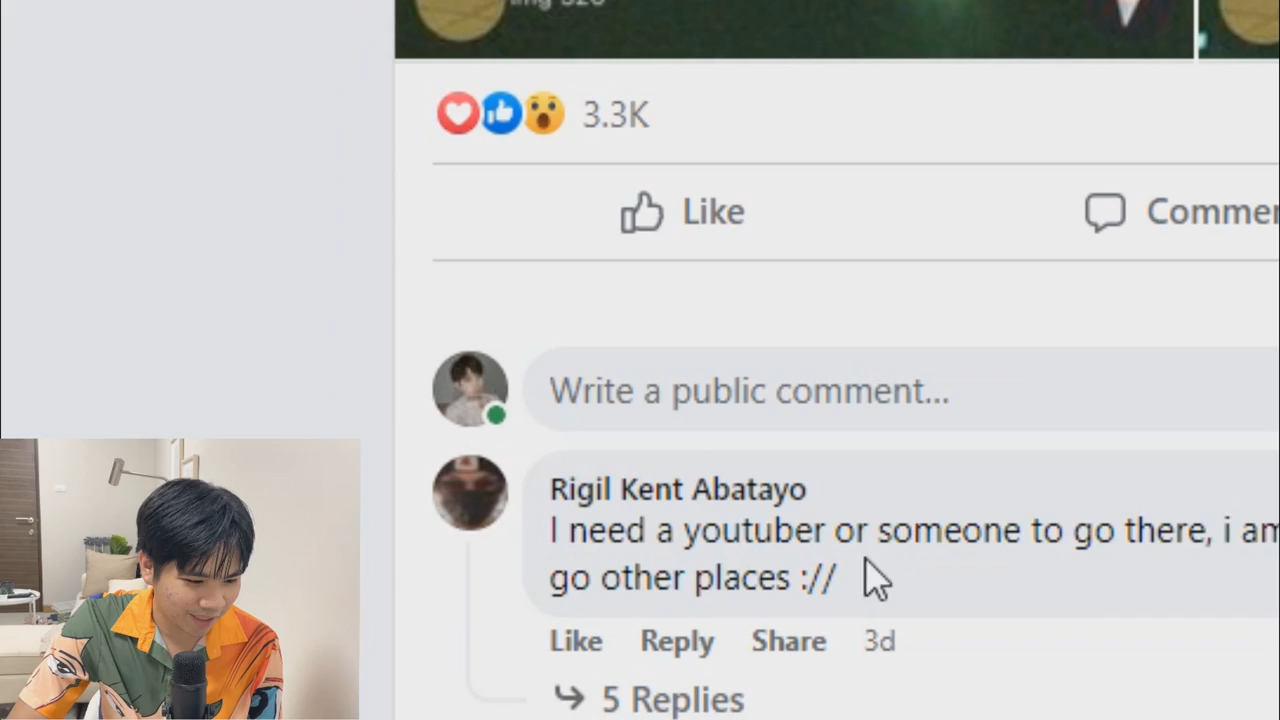 3.3K
Like
Commen
Write a public comment...
Rigil Kent Abatayo
I need a youtuber or someone to go there, i am
go other places ://
Like Reply Share 3d
5 Replies